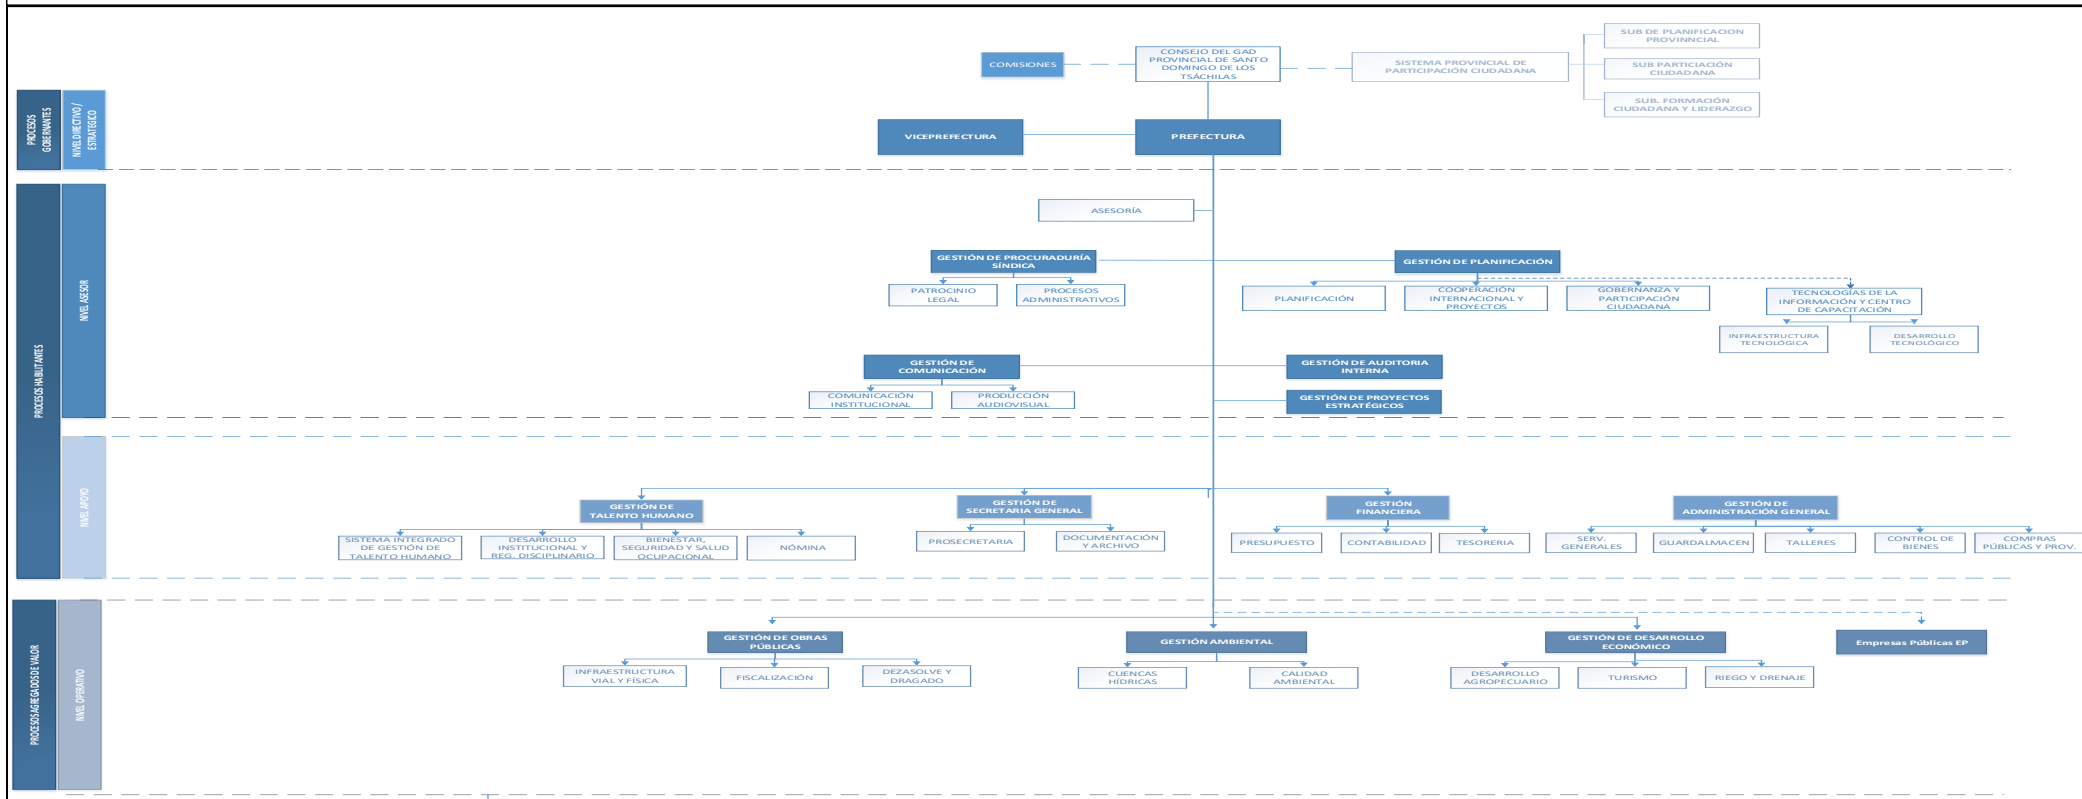 SUB DE PLANIFICACION
PROVINNCIAL
COMISIONES
CONSEJO DEL GAD
PROVINCIAL DE SANTO
DOMINGO DE LOS
TSÁCHILAS
SISTEMA PROVINCIAL DE
PARTICIPACIÓN CIUDADANA
SUB PARTICIACIÓN
CIUDADANA
SUB. FORMACIÓN
CIUDADANA Y LIDERAZGO
PROCESOS
GOBERNANTES
NIVEL DIRECTIVO /
ESTRATEGICO
VICEPREFECTURA
PREFECTURA
PROCESOS HABILITANTES
NIVEL ASESOR
ASESORÍA
GESTIÓN DE PROCURADURÍA
SÍNDICA
GESTIÓN DE PLANIFICACIÓN
PATROCINIO
LEGAL
PROCESOS
ADMINISTRATIVOS
PLANIFICACIÓN
COOPERACIÓN
INTERNACIONAL Y
PROYECTOS
GOBERNANZA Y
PARTICIPACIÓN
CIUDADANA
TECNOLOGÍAS DE LA
INFORMACIÓN Y CENTRO
DE CAPACITACIÓN
INFRAESTRUCTURA
TECNOLÓGICA
DESARROLLO
TECNOLÓGICO
GESTIÓN DE
COMUNICACIÓN
GESTIÓN DE AUDITORIA
INTERNA
COMUNICACIÓN
INSTITUCIONAL
PRODUCCIÓN
AUDIOVISUAL
GESTIÓN DE PROYECTOS
ESTRATÉGICOS
NIVEL APOYO
GESTIÓN DE
TALENTO HUMANO
GESTIÓN DE
SECRETARIA GENERAL
GESTIÓN
FINANCIERA
GESTIÓN DE
ADMINISTRACIÓN GENERAL
SISTEMA INTEGRADO
DE GESTIÓN DE
TALENTO HUMANO
DESARROLLO
INSTITUCIONAL Y
REG. DISCIPLINARIO
BIENESTAR,
SEGURIDAD Y SALUD
OCUPACIONAL
NÓMINA
PROSECRETARIA
DOCUMENTACIÓN
Y ARCHIVO
PRESUPUESTO
CONTABILIDAD
TESORERIA
SERV.
GENERALES
GUARDALMACEN
TALLERES
CONTROL DE
BIENES
COMPRAS
PÚBLICAS Y PROV.
PROCESOS AGREGADOS DE VALOR
NIVEL OPERATIVO
GESTIÓN DE OBRAS
PÚBLICAS
GESTIÓN AMBIENTAL
GESTIÓN DE DESARROLLO
ECONÓMICO
Empresas Públicas EP
INFRAESTRUCTURA
VIAL Y FÍSICA
FISCALIZACIÓN
DEZASOLVE Y
DRAGADO
CUENCAS
HÍDRICAS
CALIDAD
AMBIENTAL
DESARROLLO
AGROPECUARIO
TURISMO
RIEGO Y DRENAJE